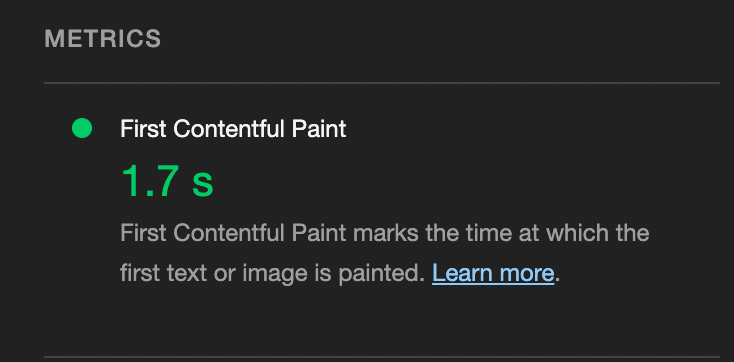 METRICS
First Contentful Paint
1.7 s
First Contentful Paint marks the time at which the
first text or image is painted. Learn more.